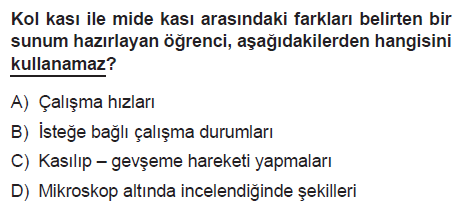 Kol kası ile mide kası arasındaki farkları belirten bir
sunum hazırlayan öğrenci, aşağıdakilerden hangisini
kullanamaz?
A) Çalışma hızları
B) İsteğe bağlı çalışma durumları
C) Kasılıp – gevşeme hareketi yapmaları
D) Mikroskop altında incelendiğinde şekilleri